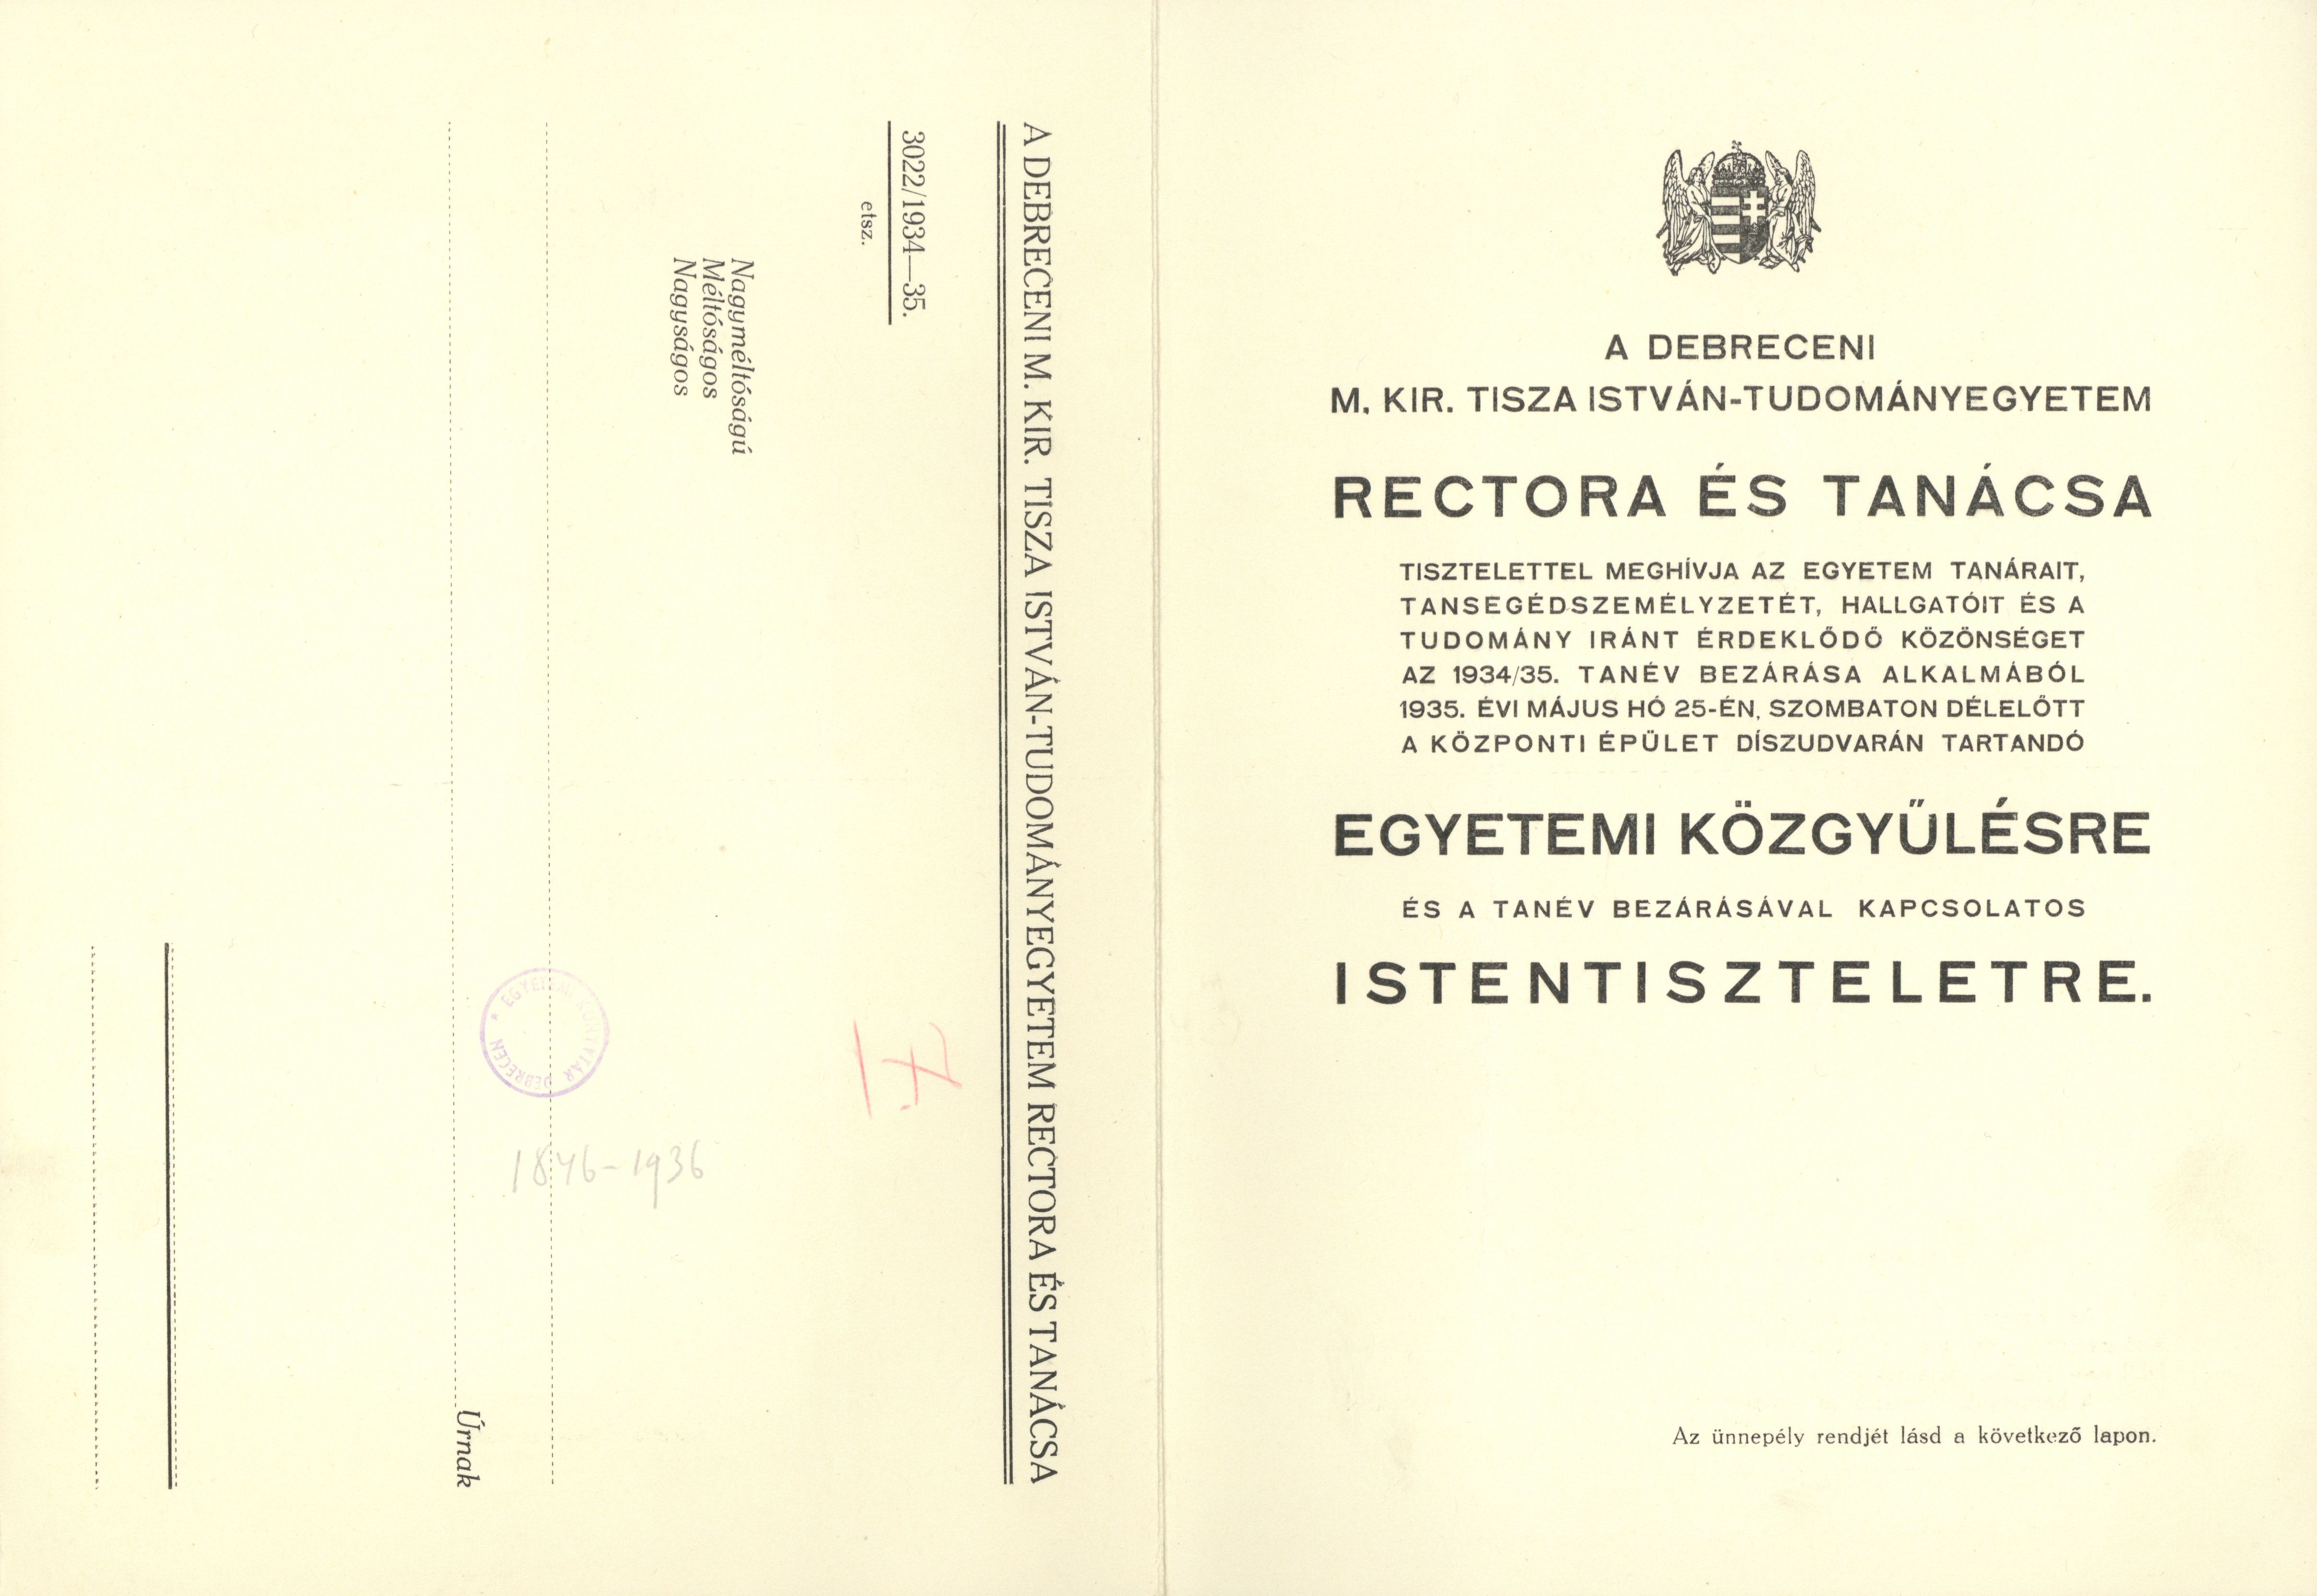 A DEBRECENI M. KIR. TISZA ISTVÁN-TUDOMÁNYEGYETEM RECTORA ÉS TANÁCSA
3022/1934—35.
etsz.
Nagyméltóságú
Méltóságos
Nagyságos
EGYETEMI KÖNYVTÁR DEBRECEN
1846-1936
Úrnak
A DEBRECENI
M. KIR. TISZA ISTVÁN-TUDOMÁNYEGYETEM
RECTORA ÉS TANÁCSA
TISZTELETTEL MEGHÍVJA AZ EGYETEM TANÁRAIT,
TANSEGÉDSZEMÉLYZETÉT, HALLGATÓIT ÉS A
TUDOMÁNY IRÁNT ÉRDEKLŐDŐ KÖZÖNSÉGET
AZ 1934/35. TANÉV BEZÁRÁSA ALKALMÁBÓL
1935. ÉVI MÁJUS HÓ 25-ÉN, SZOMBATON DÉLELŐTT
A KÖZPONTI ÉPÜLET DÍSZUDVARÁN TARTANDÓ
EGYETEMI KÖZGYŰLÉSRE
ÉS A TANÉV BEZÁRÁSÁVAL KAPCSOLATOS
ISTENTISZTELETRE.
Az ünnepély rendjét lásd a következő lapon.